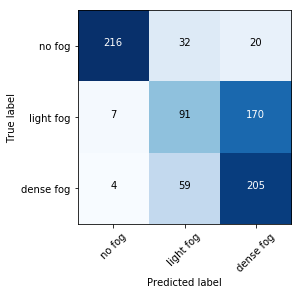 no fog 216 32 20
light fog 7 91 170
dense fog 4 59 205
True label
no fog light fog dense fog
Predicted label